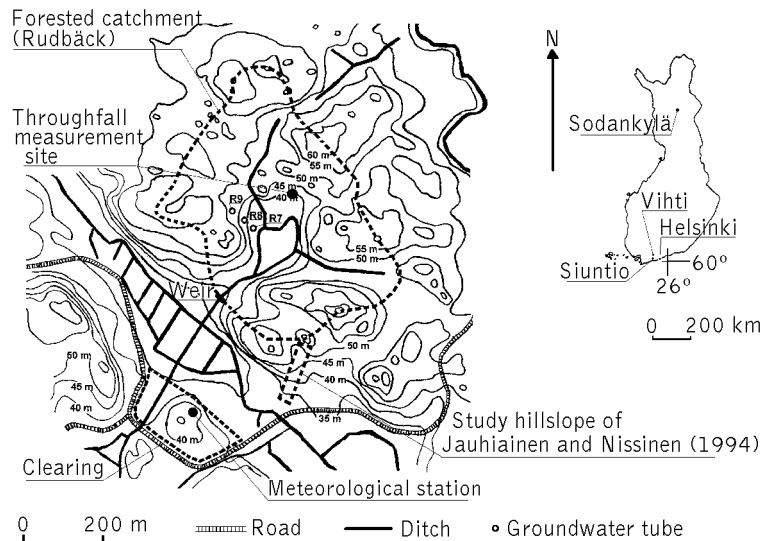 Forested catchment
(Rudbäck)
N
Throughfall
measurement
site
Sodankylä
60 m
55 m
50 m
45 m
40 m
R9
R8
R7
Vihti
Helsinki
55 m
50 m
Siuntio
60º
26º
Weir
0 200 km
50 m
45 m
40 m
50 m
45 m
40 m
35 m
40 m
Study hillslope of
Jauhiainen and Nissinen (1994)
Clearing
Meteorological station
0 200 m
Road
Ditch
Groundwater tube